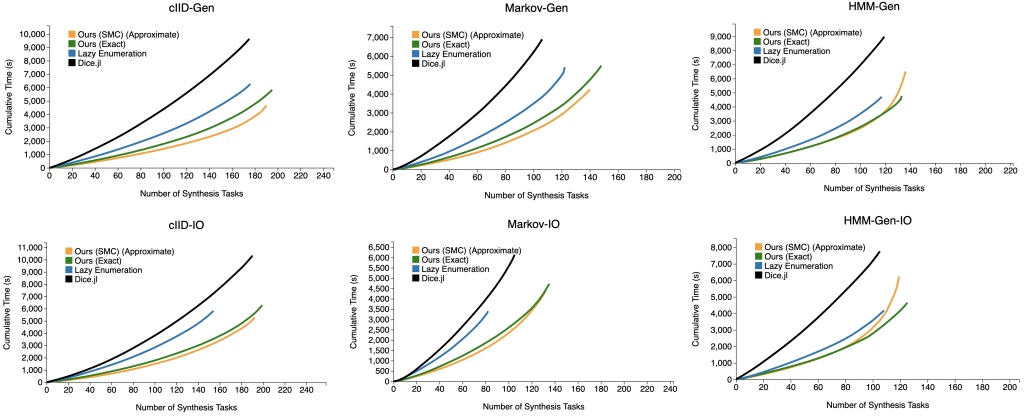 cIID-Gen
10,000
9,000
8,000
7,000
6,000
5,000
4,000
3,000
2,000
1,000
0
Cumulative Time (s)
Ours (SMC) (Approximate)
Ours (Exact)
Lazy Enumeration
Dice.jl
0 20 40 60 80 100 120 140 160 180 200 220 240
Number of Synthesis Tasks
Markov-Gen
7,000
6,000
5,000
4,000
3,000
2,000
1,000
0
Cumulative Time (s)
Ours (SMC) (Approximate)
Ours (Exact)
Lazy Enumeration
Dice.jl
0 20 40 60 80 100 120 140 160 180 200
Number of Synthesis Tasks
HMM-Gen
9,000
8,000
7,000
6,000
5,000
4,000
3,000
2,000
1,000
0
Cumulative Time (s)
Ours (SMC) (Approximate)
Ours (Exact)
Lazy Enumeration
Dice.jl
0 20 40 60 80 100 120 140 160 180 200 220
Number of Synthesis Tasks
cIID-IO
11,000
10,000
9,000
8,000
7,000
6,000
5,000
4,000
3,000
2,000
1,000
0
Cumulative Time (s)
Ours (SMC) (Approximate)
Ours (Exact)
Lazy Enumeration
Dice.jl
0 20 40 60 80 100 120 140 160 180 200 220 240
Number of Synthesis Tasks
Markov-IO
6,500
6,000
5,500
5,000
4,500
4,000
3,500
3,000
2,500
2,000
1,500
1,000
500
0
Cumulative Time (s)
Ours (SMC) (Approximate)
Ours (Exact)
Lazy Enumeration
Dice.jl
0 20 40 60 80 100 120 140 160 180 200 220 240
Number of Synthesis Tasks
HMM-Gen-IO
8,000
7,000
6,000
5,000
4,000
3,000
2,000
1,000
0
Cumulative Time (s)
Ours (SMC) (Approximate)
Ours (Exact)
Lazy Enumeration
Dice.jl
0 20 40 60 80 100 120 140 160 180 200
Number of Synthesis Tasks